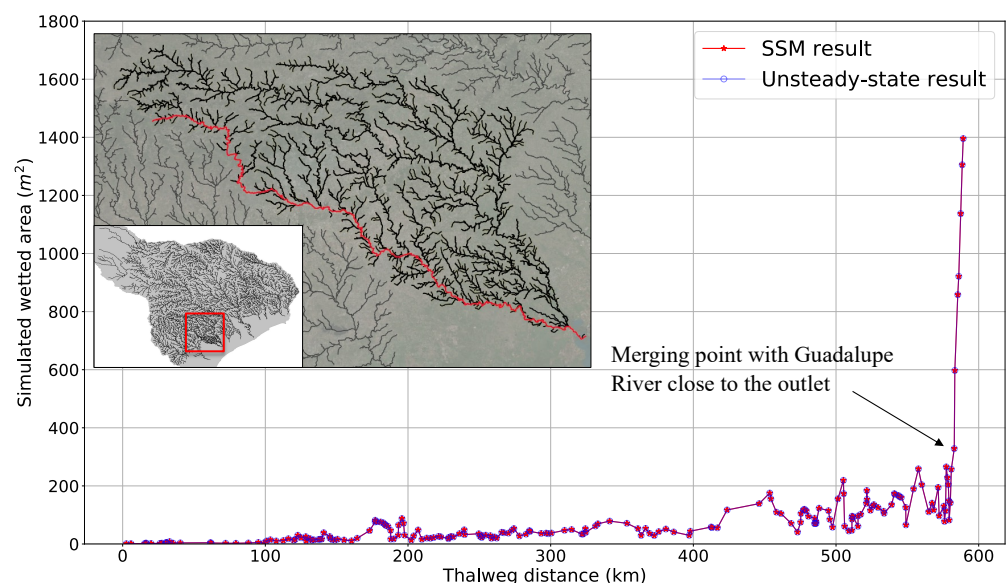 1800
1600
1400
1200
1000
800
600
400
200
0
Simulated wetted area (m²)
SSM result
Unsteady-state result
Merging point with Guadalupe
River close to the outlet
0 100 200 300 400 500 600
Thalweg distance (km)